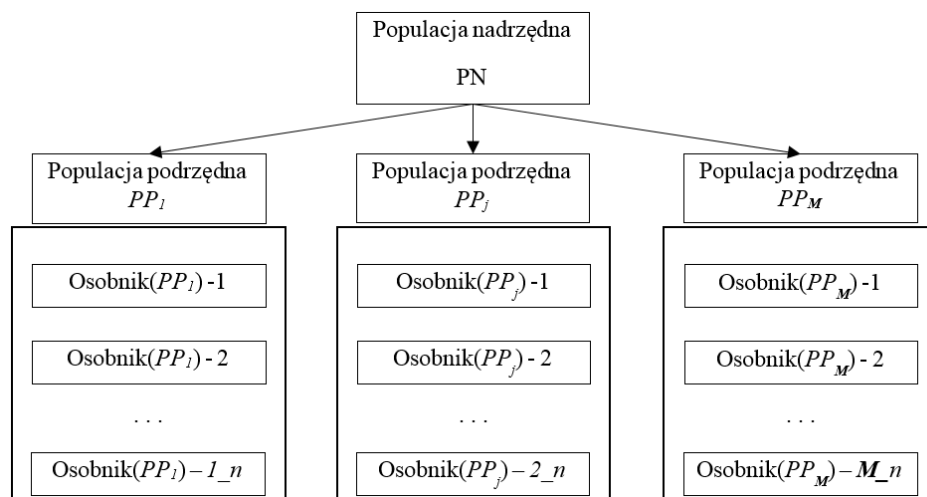 Populacja nadrzędna
PN
Populacja podrzędna
PP1
Populacja podrzędna
PPj
Populacja podrzędna
PPM
Osobnik(PP1) - 1
Osobnik(PP1) - 2
. . .
Osobnik(PP1) – 1_n
Osobnik(PPj) - 1
Osobnik(PPj) - 2
. . .
Osobnik(PPj) – 2_n
Osobnik(PPM) - 1
Osobnik(PPM) - 2
. . .
Osobnik(PPM) – M_n